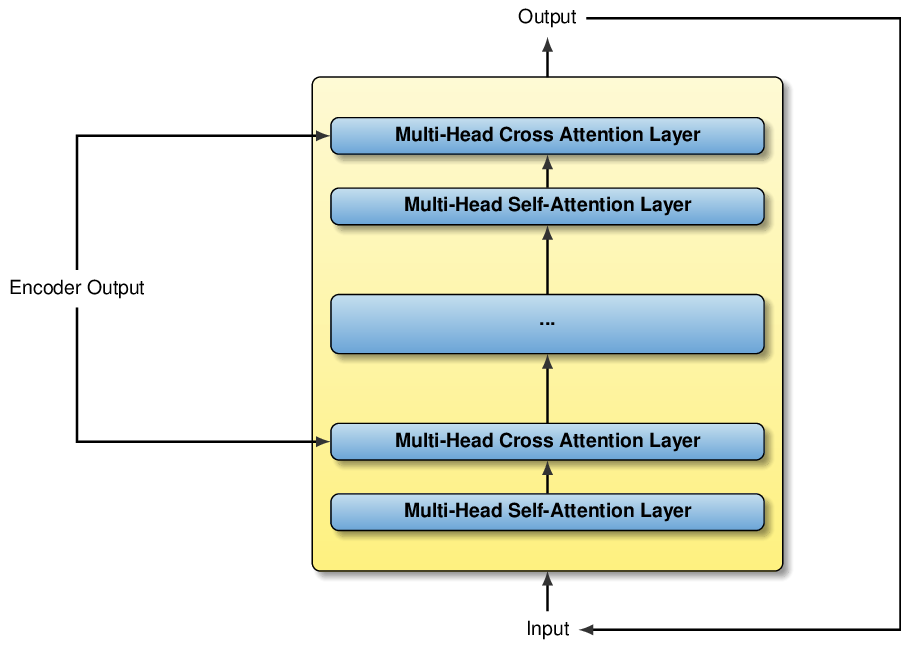 Output
Multi-Head Cross Attention Layer
Multi-Head Self-Attention Layer
Encoder Output
...
Multi-Head Cross Attention Layer
Multi-Head Self-Attention Layer
Input